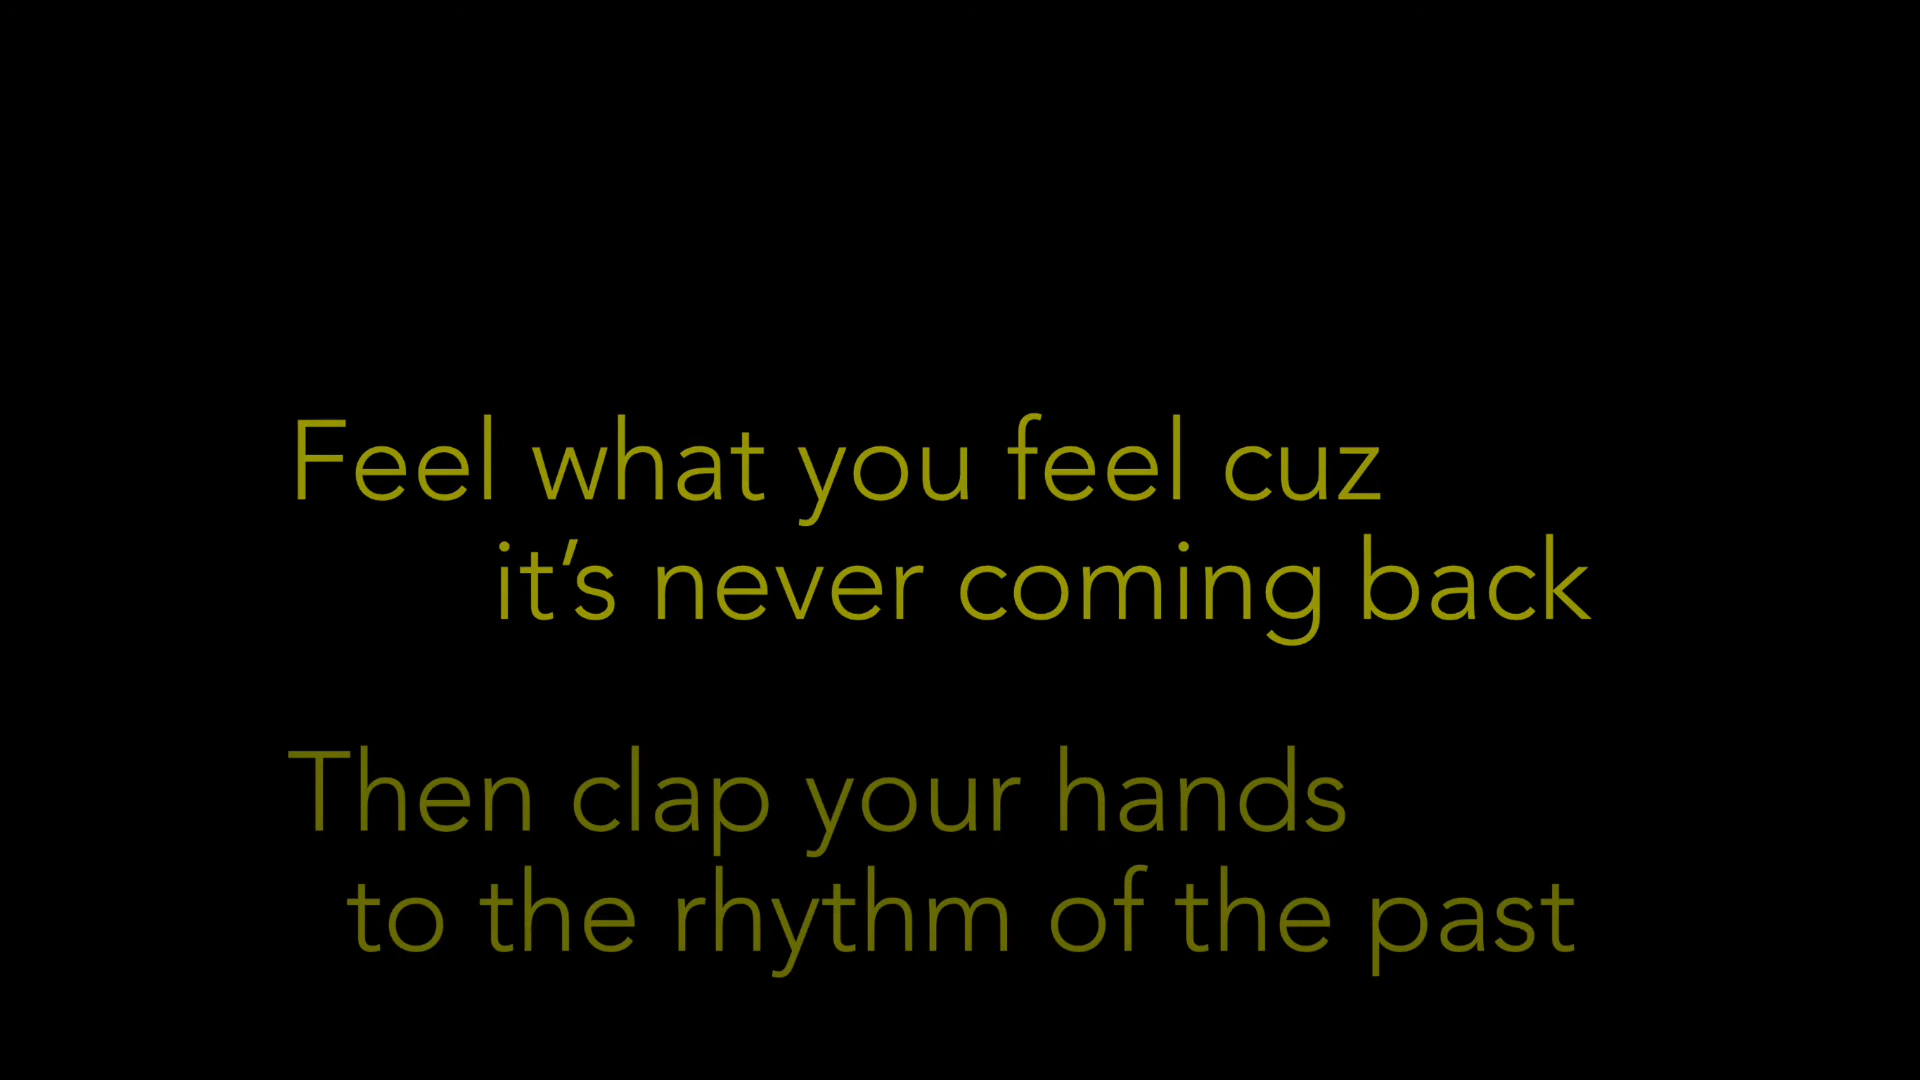 Feel what you feel cuz
it’s never coming back
Then clap your hands
to the rhythm of the past